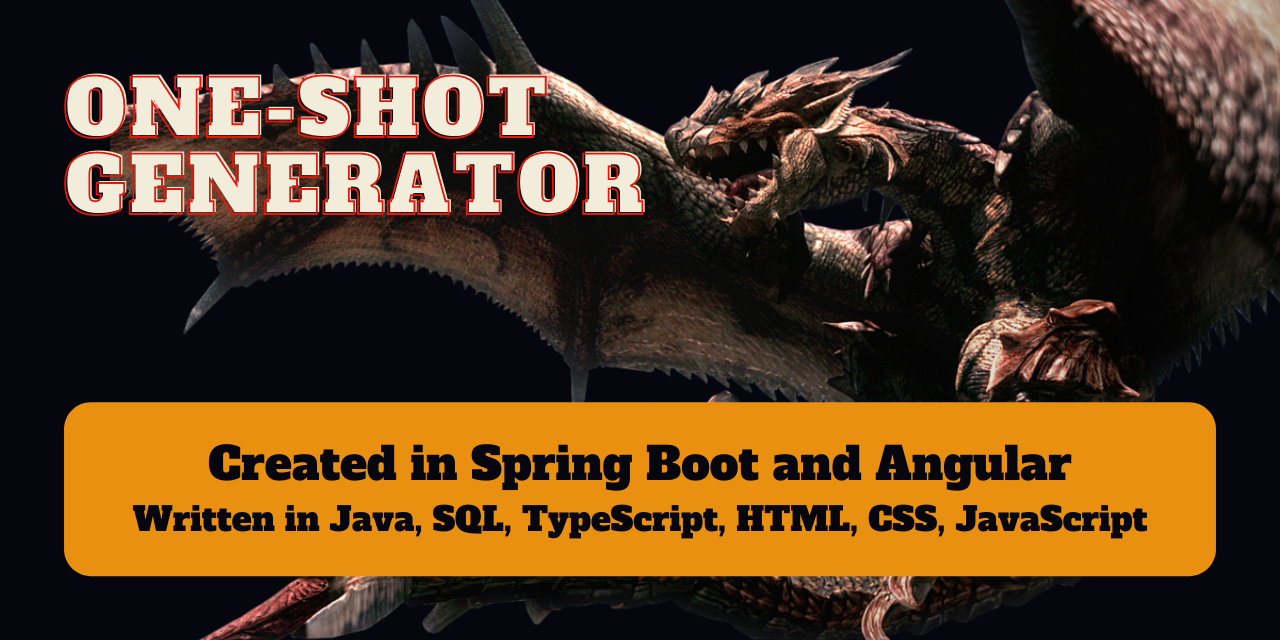 ONE-SHOT
GENERATOR
Created in Spring Boot and Angular
Written in Java, SQL, TypeScript, HTML, CSS, JavaScript